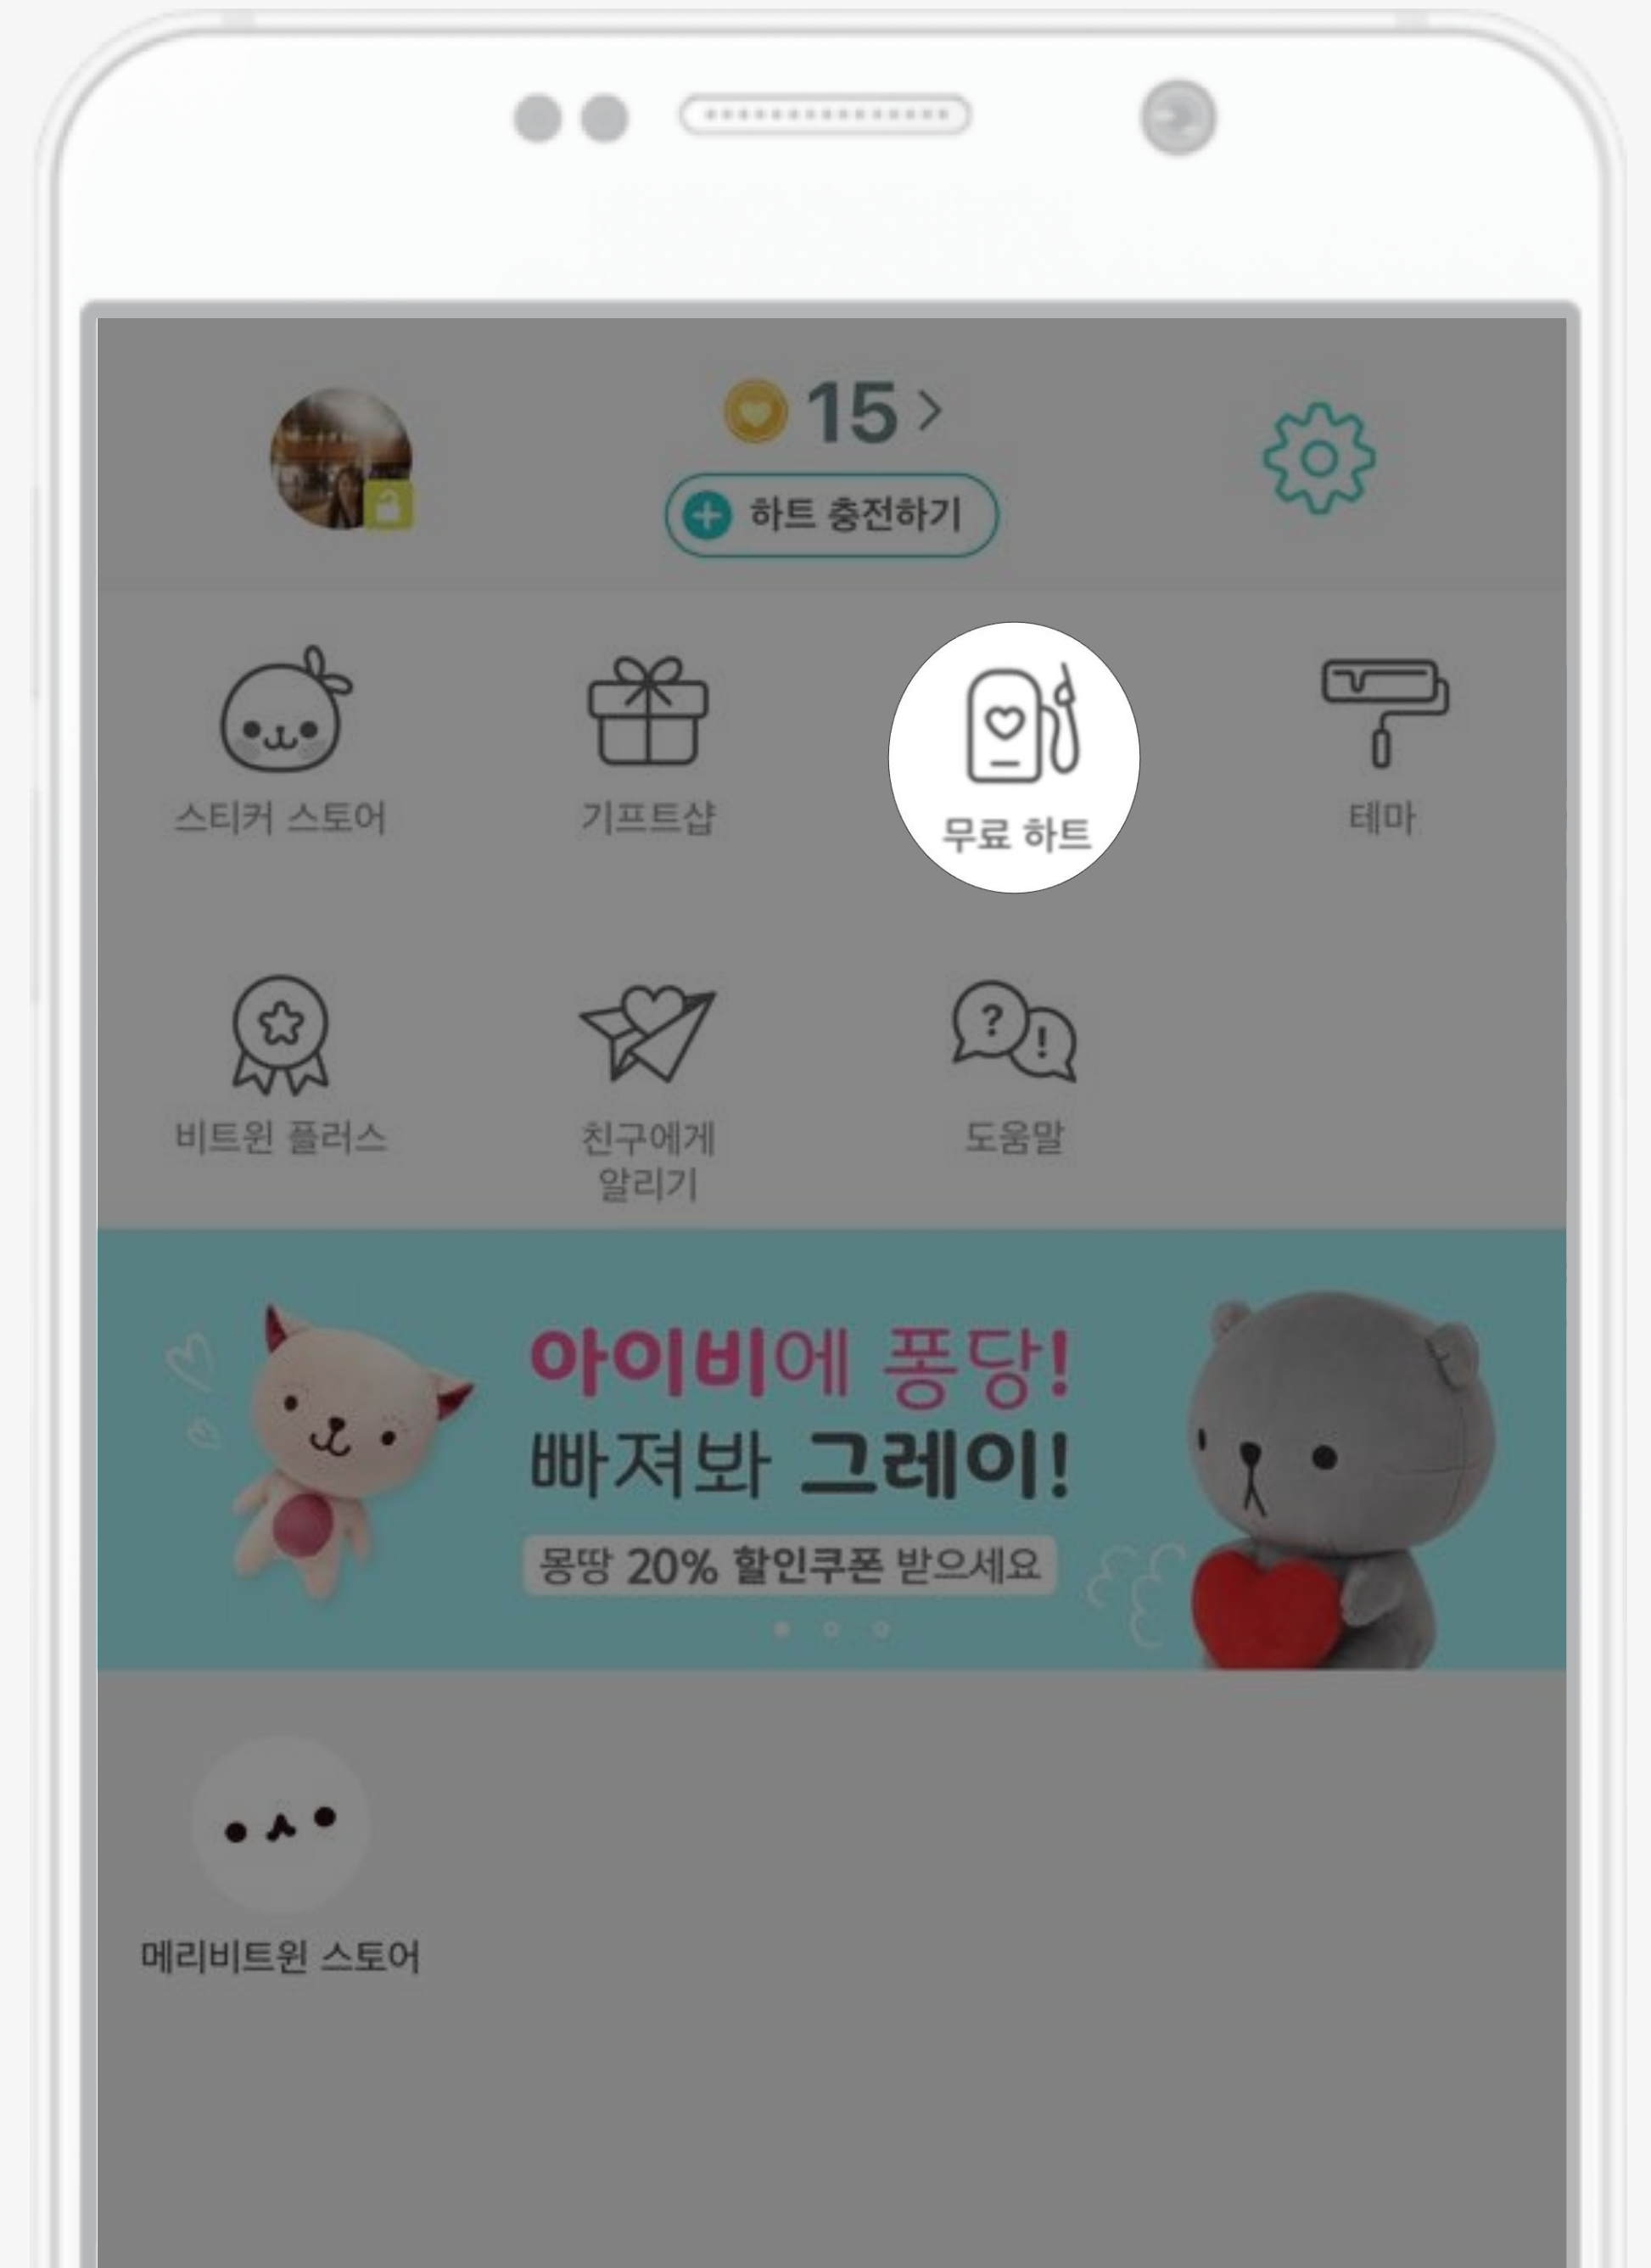 15 >
하트 충전하기
스티커 스토어
기프트샵
무료 하트
테마
비트윈 플러스
친구에게
알리기
도움말
?
!
아이비에 퐁당!
빠져봐 그레이!
몽땅 20% 할인쿠폰 받으세요
메리비트윈 스토어